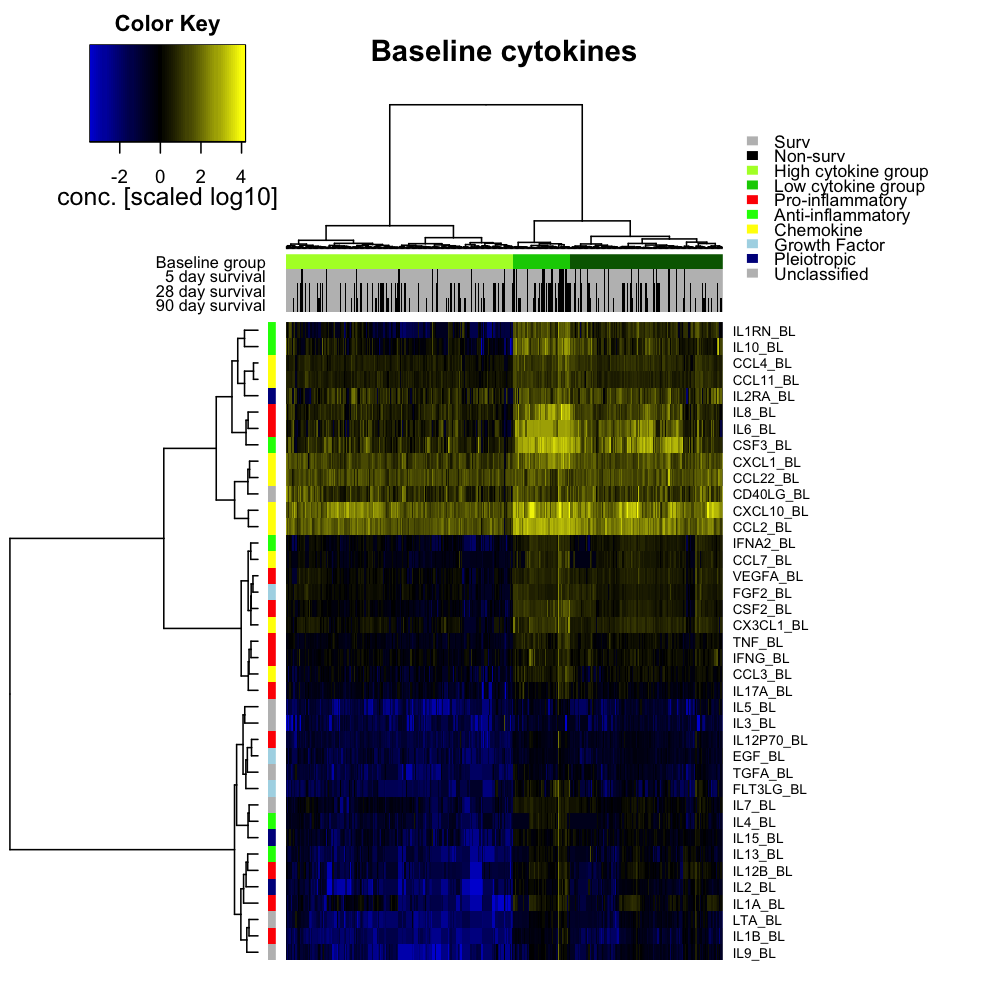 Color Key
-2 0 2 4
conc. [scaled log10]
Baseline cytokines
Surv
Non-surv
High cytokine group
Low cytokine group
Pro-inflammatory
Anti-inflammatory
Chemokine
Growth Factor
Pleiotropic
Unclassified
Baseline group
5 day survival
28 day survival
90 day survival
IL1RN_BL
IL10_BL
CCL4_BL
CCL11_BL
IL2RA_BL
IL8_BL
IL6_BL
CSF3_BL
CXCL1_BL
CCL22_BL
CD40LG_BL
CXCL10_BL
CCL2_BL
IFNA2_BL
CCL7_BL
VEGFA_BL
FGF2_BL
CSF2_BL
CX3CL1_BL
TNF_BL
IFNG_BL
CCL3_BL
IL17A_BL
IL5_BL
IL3_BL
IL12P70_BL
EGF_BL
TGFA_BL
FLT3LG_BL
IL7_BL
IL4_BL
IL15_BL
IL13_BL
IL12B_BL
IL2_BL
IL1A_BL
LTA_BL
IL1B_BL
IL9_BL